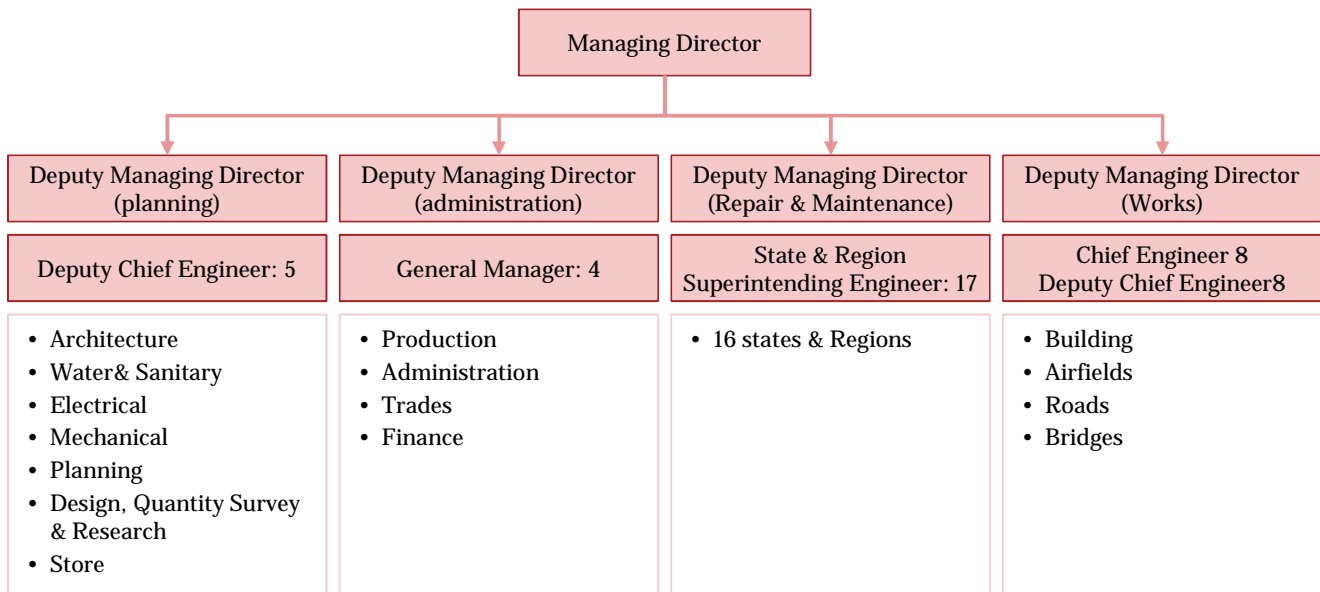 Managing Director
Deputy Managing Director
(planning)
Deputy Managing Director
(administration)
Deputy Managing Director
(Repair & Maintenance)
Deputy Managing Director
(Works)
Deputy Chief Engineer: 5
General Manager: 4
State & Region
Superintending Engineer: 17
Chief Engineer 8
Deputy Chief Engineer8
• Architecture
• Water& Sanitary
• Electrical
• Mechanical
• Planning
• Design, Quantity Survey
& Research
• Store
• Production
• Administration
• Trades
• Finance
• 16 states & Regions
• Building
• Airfields
• Roads
• Bridges